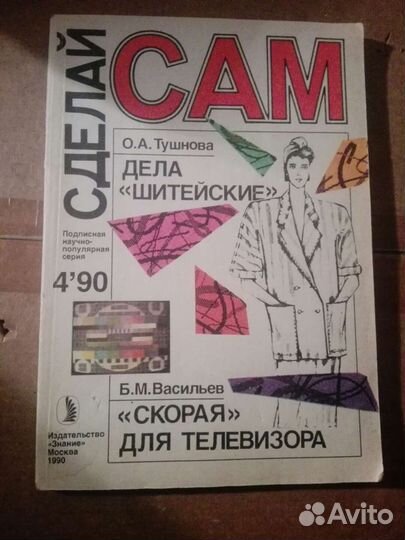 СДЕЛАЙ
САМ
О.А.Тушнова
ДЕЛА
«ШИТЕЙСКИЕ»
Подписная
научно-
популярная
серия
4'90
Б.М.Васильев
«СКОРАЯ»
ДЛЯ ТЕЛЕВИЗОРА
Издательство
«Знание»
Москва
1990
Avito